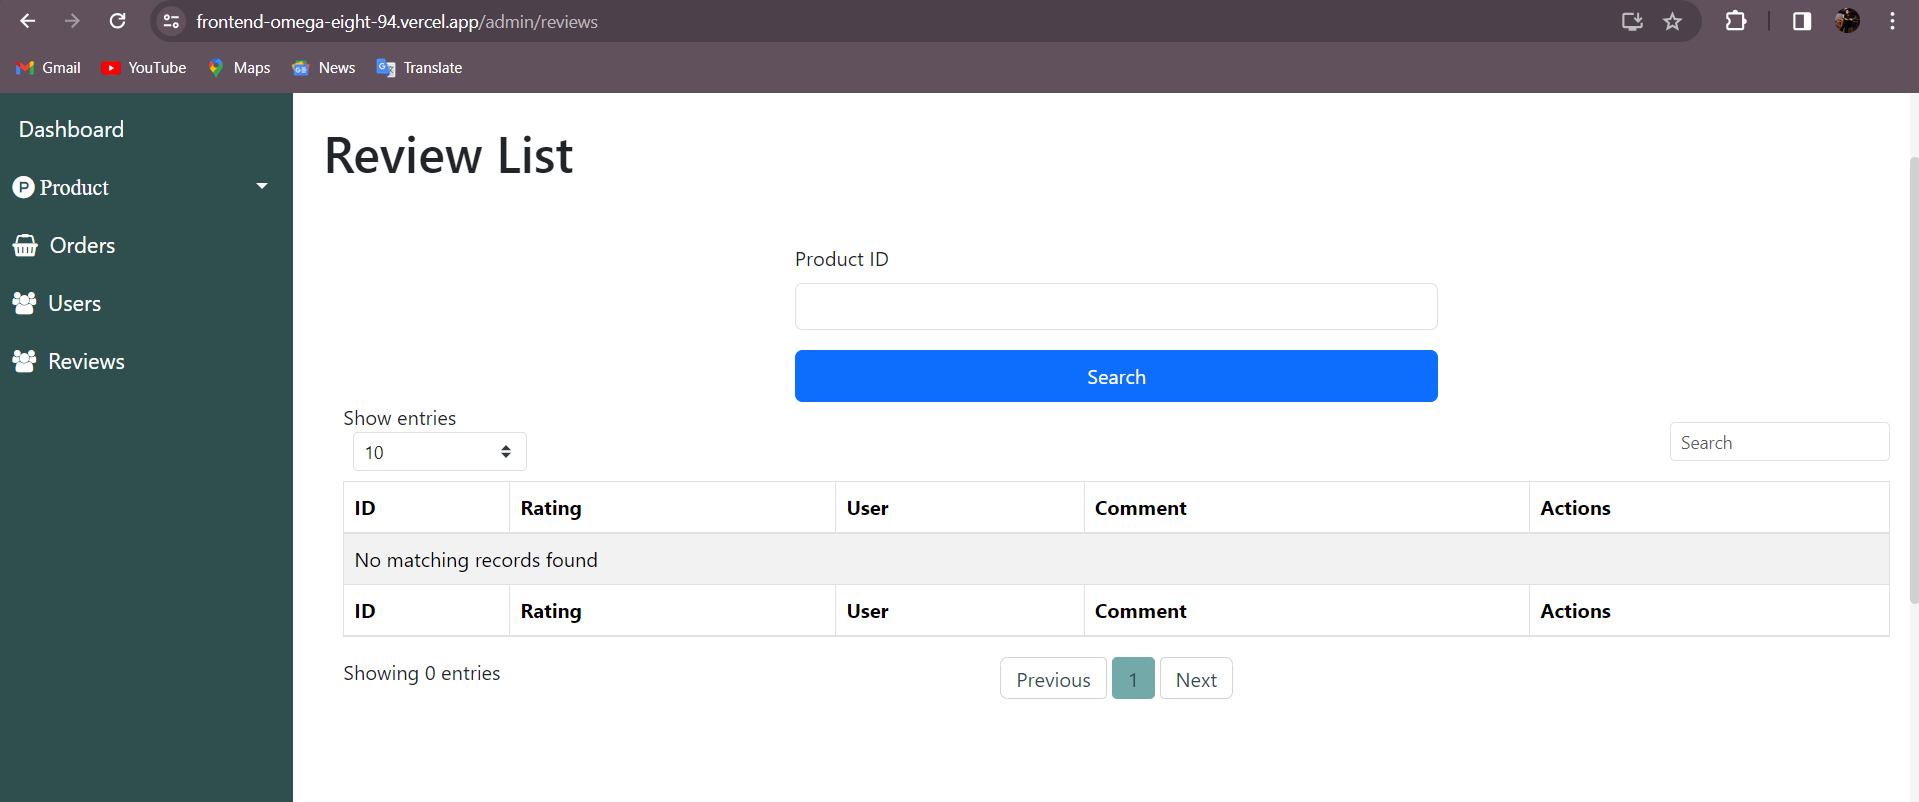 frontend-omega-eight-94.vercel.app/admin/reviews
Gmail YouTube Maps News Translate
Dashboard
Product
Orders
Users
Reviews
Review List
Product ID
Search
Show entries
10
Search
ID Rating User Comment Actions
No matching records found
ID Rating User Comment Actions
Showing 0 entries
Previous 1 Next